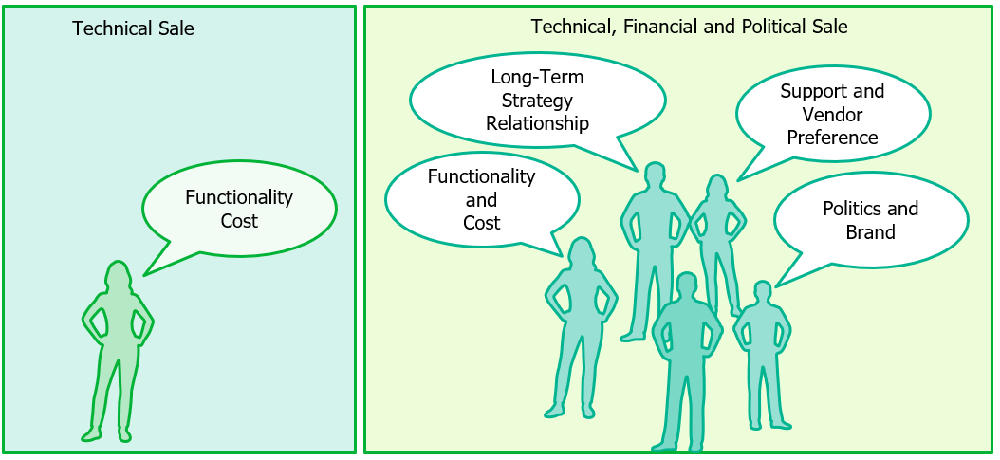 Technical Sale
Functionality
Cost
Technical, Financial and Political Sale
Long-Term
Strategy
Relationship
Support and
Vendor
Preference
Functionality
and
Cost
Politics and
Brand